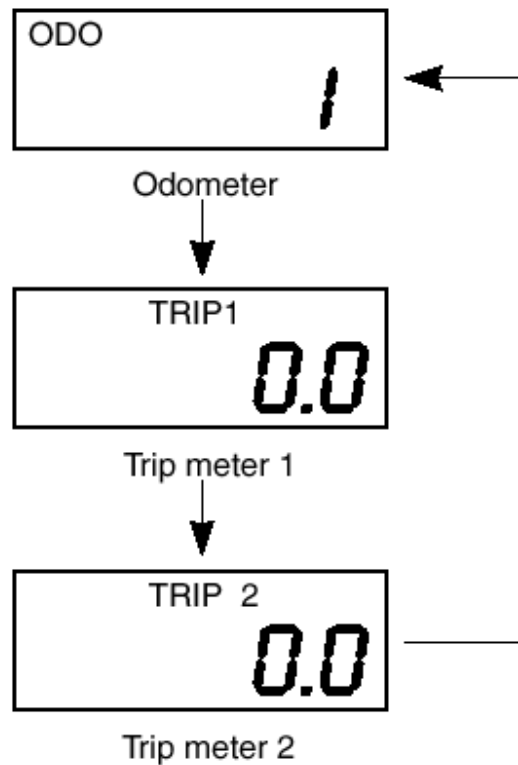 ODO
1
Odometer
TRIP1
0.0
Trip meter 1
TRIP 2
0.0
Trip meter 2